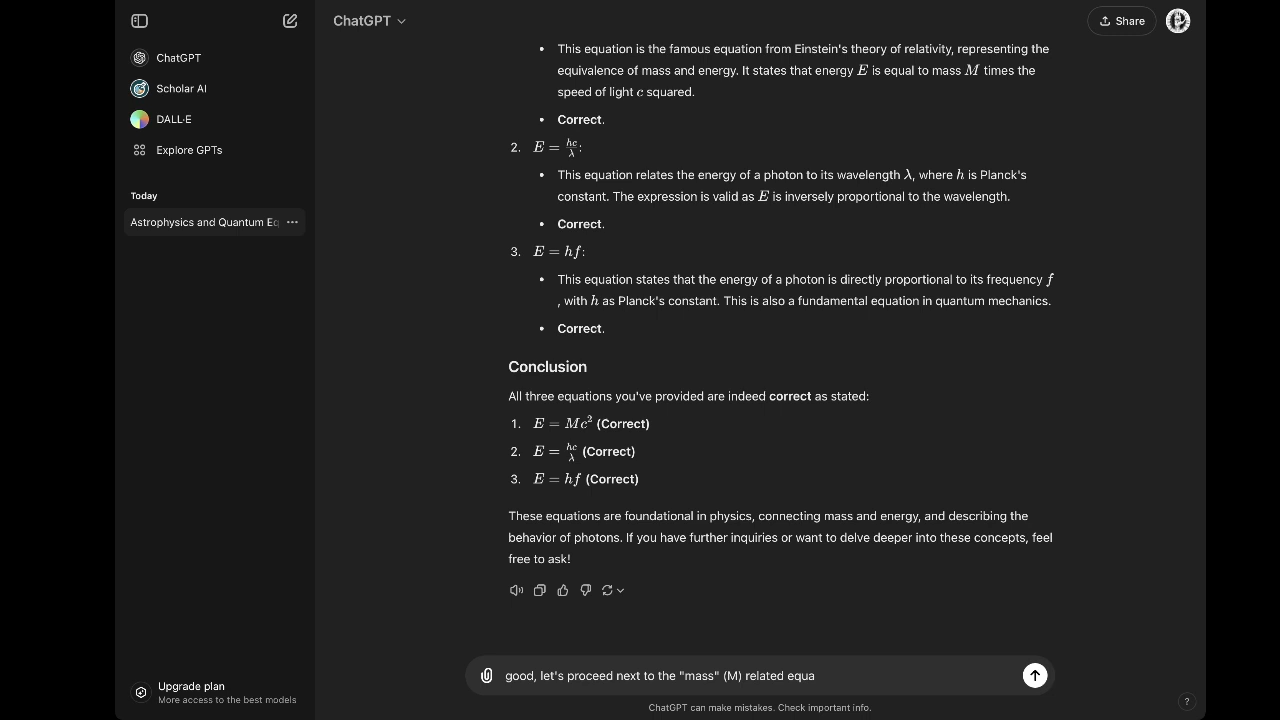 ChatGPT
Share
ChatGPT
Scholar AI
DALL·E
Explore GPTs
Today
Astrophysics and Quantum Eq
• This equation is the famous equation from Einstein's theory of relativity, representing the
equivalence of mass and energy. It states that energy E is equal to mass M times the
speed of light c squared.
• Correct.
2. E = hc/λ:
• This equation relates the energy of a photon to its wavelength λ, where h is Planck's
constant. The expression is valid as E is inversely proportional to the wavelength.
• Correct.
3. E = hf:
• This equation states that the energy of a photon is directly proportional to its frequency f
, with h as Planck's constant. This is also a fundamental equation in quantum mechanics.
• Correct.
Conclusion
All three equations you've provided are indeed correct as stated:
1. E = Mc² (Correct)
2. E = hc/λ (Correct)
3. E = hf (Correct)
These equations are foundational in physics, connecting mass and energy, and describing the
behavior of photons. If you have further inquiries or want to delve deeper into these concepts, feel
free to ask!
good, let's proceed next to the "mass" (M) related equa
Upgrade plan
More access to the best models
ChatGPT can make mistakes. Check important info.
?